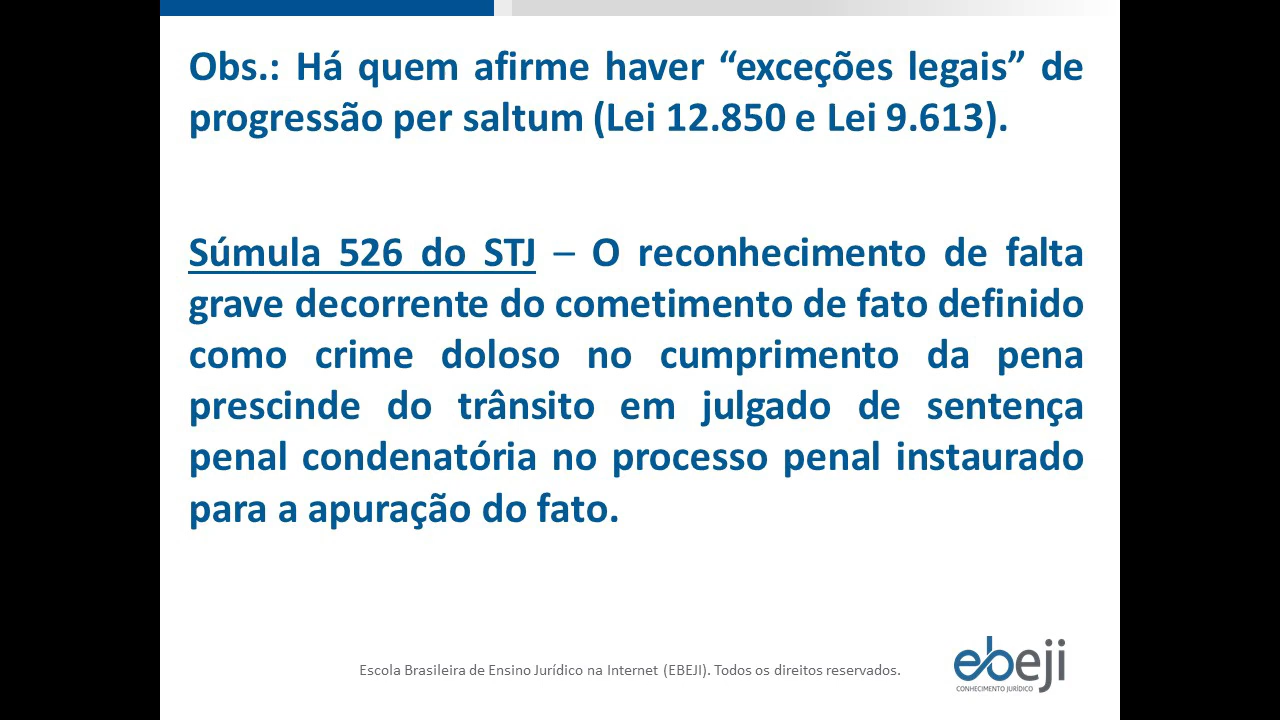 Obs.: Há quem afirme haver “exceções legais” de
progressão per saltum (Lei 12.850 e Lei 9.613).
Súmula 526 do STJ – O reconhecimento de falta
grave decorrente do cometimento de fato definido
como crime doloso no cumprimento da pena
prescinde do trânsito em julgado de sentença
penal condenatória no processo penal instaurado
para a apuração do fato.
Escola Brasileira de Ensino Jurídico na Internet (EBEJI). Todos os direitos reservados.
ebeji
CONHECIMENTO JURÍDICO